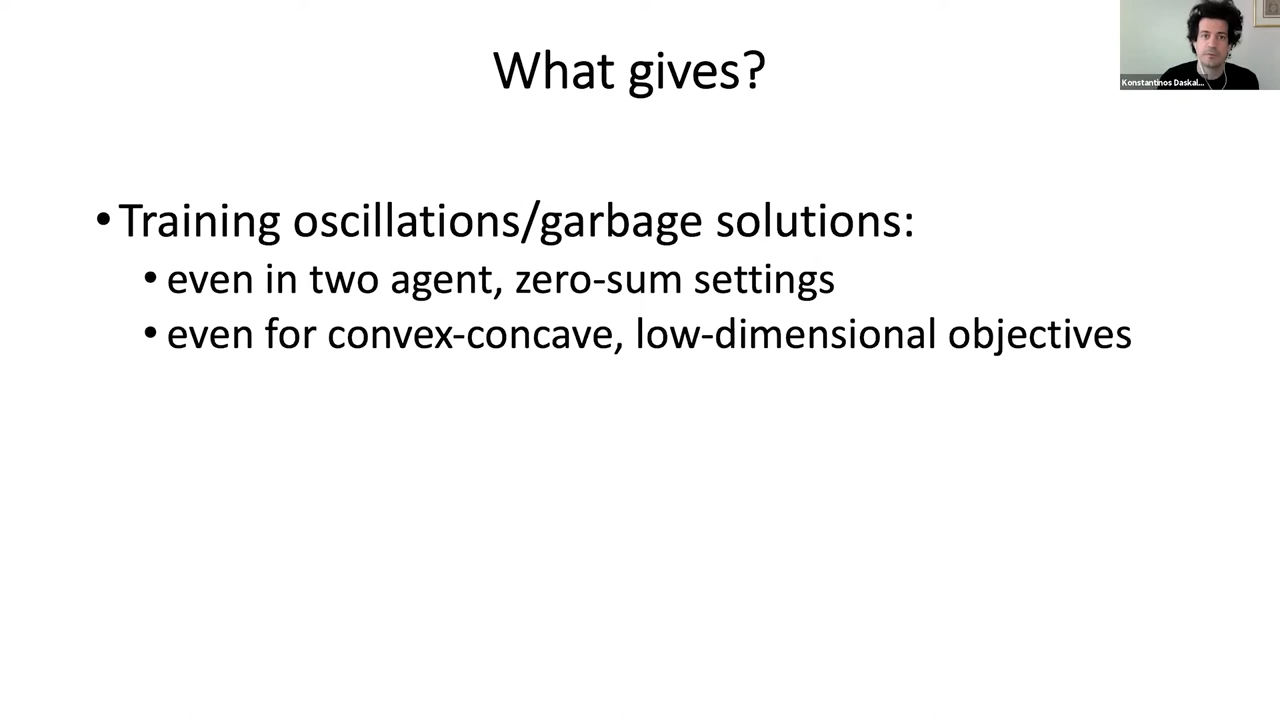 What gives?
Konstantinos Daskal...
• Training oscillations/garbage solutions:
• even in two agent, zero-sum settings
• even for convex-concave, low-dimensional objectives